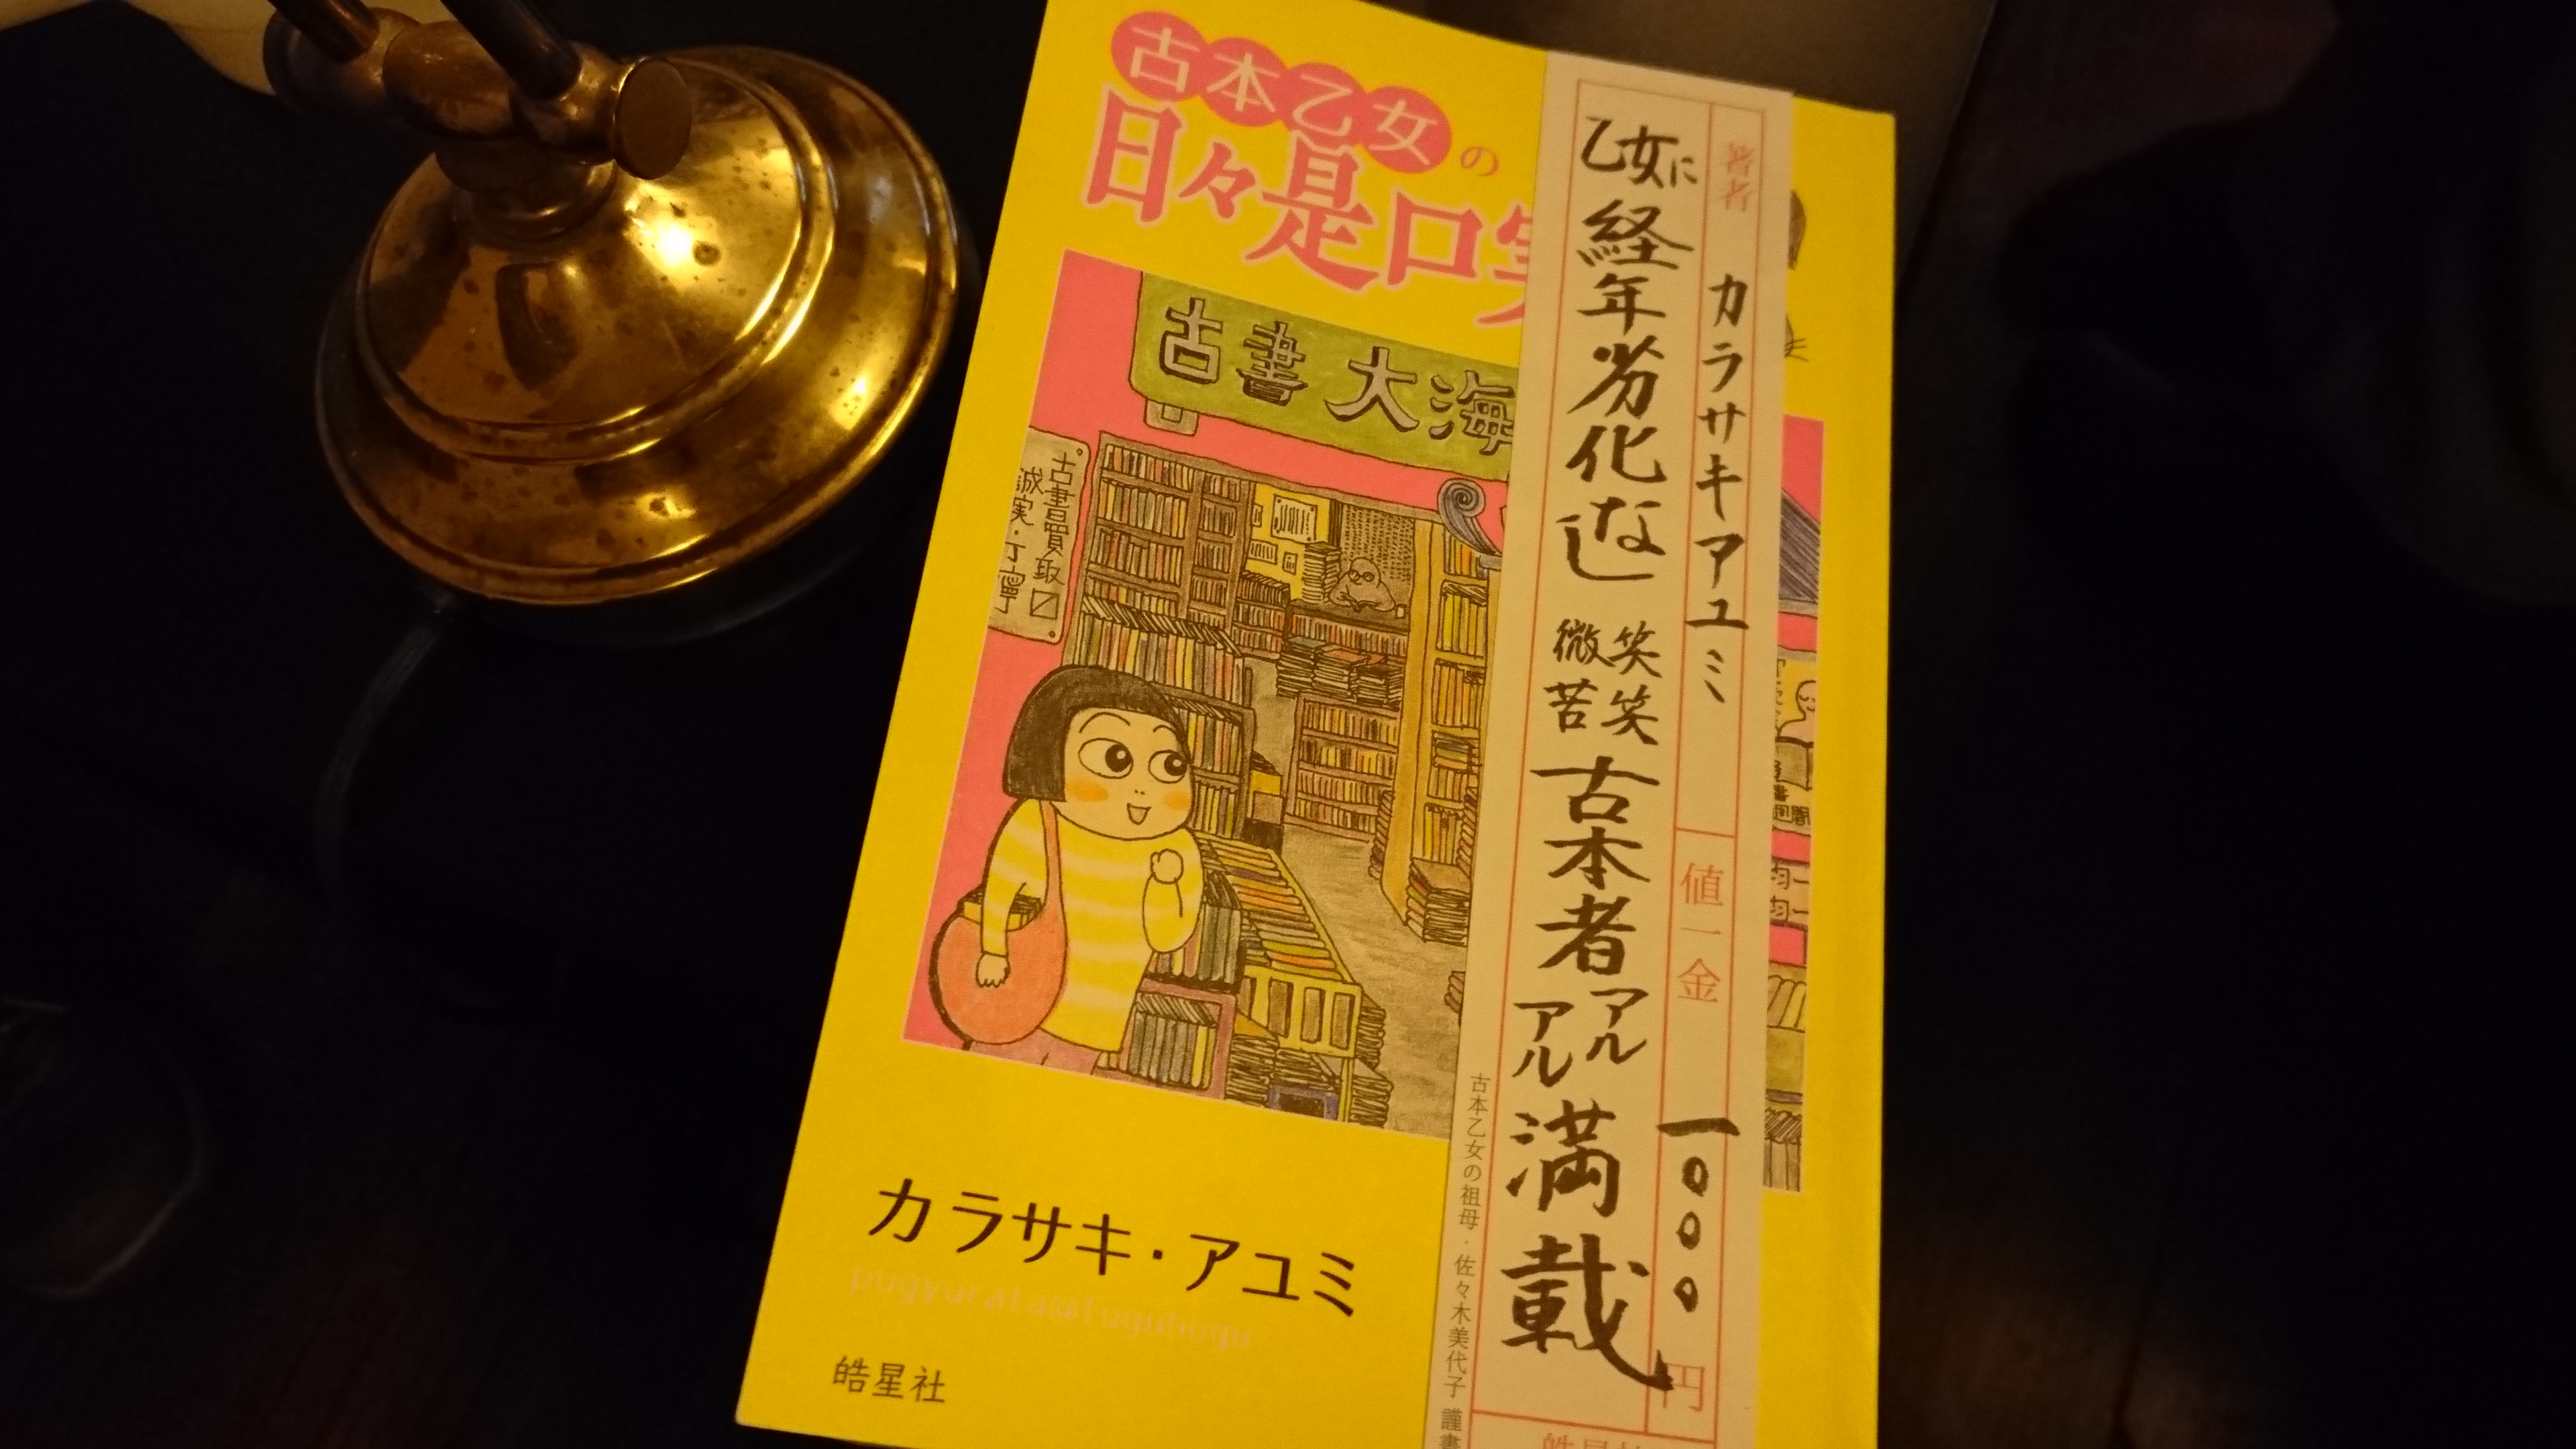 古本乙女の
日々是口実
古書 大海
古書買取
誠実・丁寧
カラサキ・アユミ
皓星社
著者 カラサキアユミ
値一金 一〇〇〇円
乙女に経年劣化なし
微笑
苦笑
古本者
アル
アル
満載
古本乙女の祖母・佐々木美代子 謹書